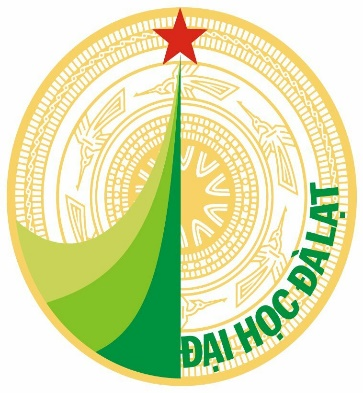 ĐẠI HỌC ĐÀ LẠT